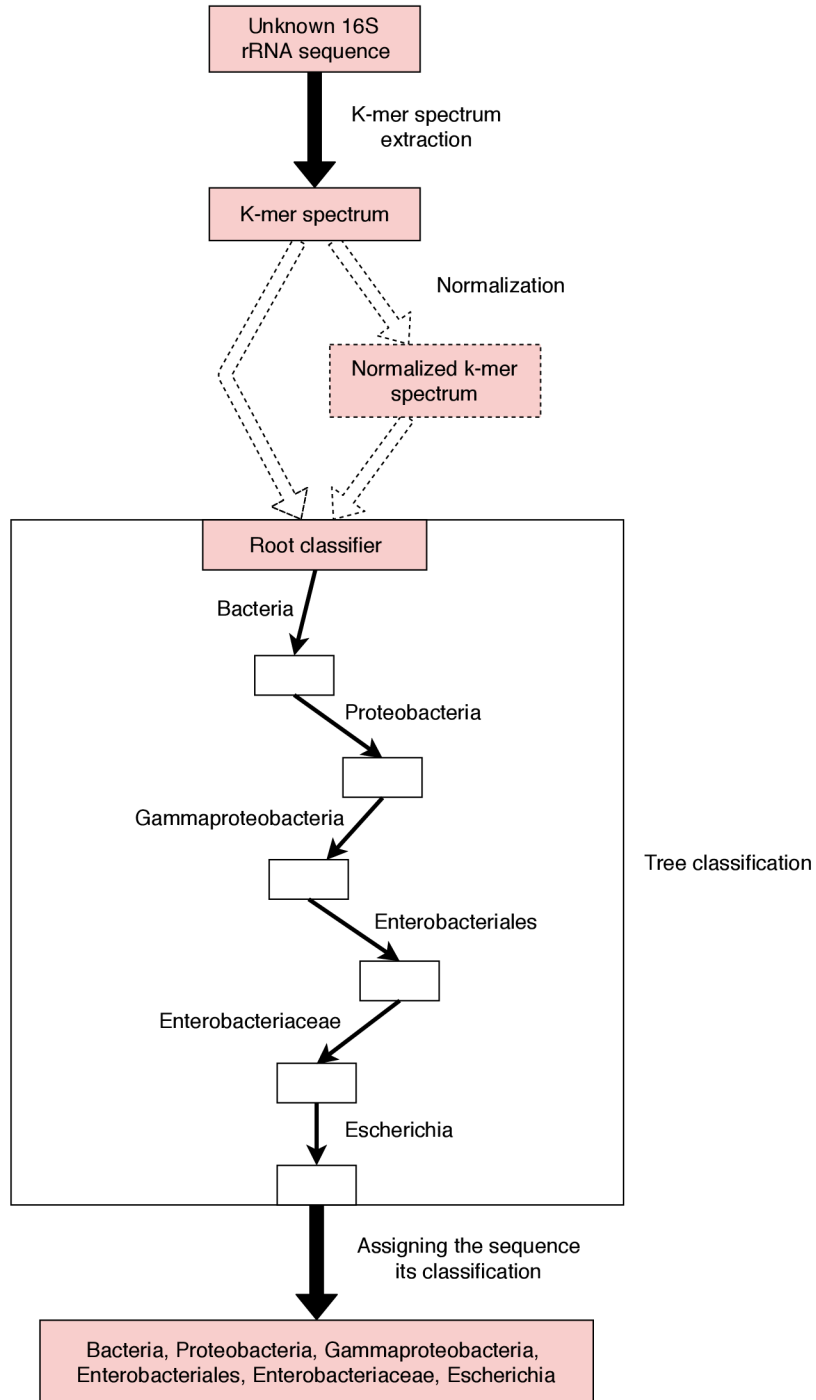 Unknown 16S
rRNA sequence
K-mer spectrum
extraction
K-mer spectrum
Normalization
Normalized k-mer
spectrum
Root classifier
Bacteria
Proteobacteria
Gammaproteobacteria
Tree classification
Enterobacteriales
Enterobacteriaceae
Escherichia
Assigning the sequence
its classification
Bacteria, Proteobacteria, Gammaproteobacteria,
Enterobacteriales, Enterobacteriaceae, Escherichia